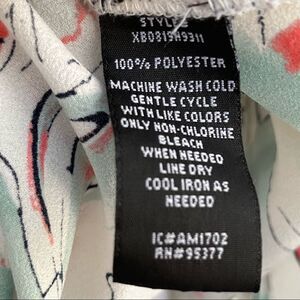 STYLE#
XB0819H9311
100% POLYESTER
MACHINE WASH COLD
GENTLE CYCLE
WITH LIKE COLORS
ONLY NON-CHLORINE
BLEACH
WHEN NEEDED
LINE DRY
COOL IRON AS
NEEDED
IC#AM1702
RN#95377